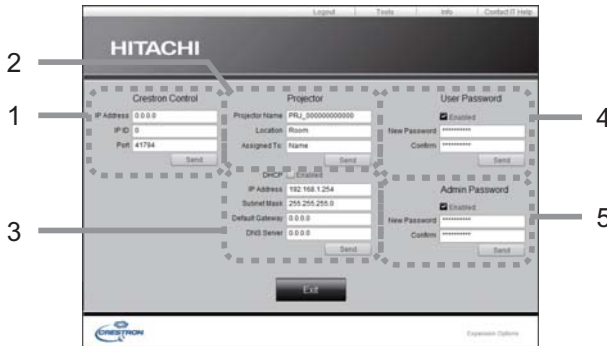 Logout Tools Info Contact IT Help
HITACHI
2
1
3
4
5
Crestron Control
IP Address 0.0.0.0
IP ID 0
Port 41794
Send
Projector
Projector Name PRJ_000000000000
Location Room
Assigned To: Name
Send
DHCP Enabled
IP Address 192.168.1.254
Subnet Mask 255.255.255.0
Default Gateway 0.0.0.0
DNS Server 0.0.0.0
Send
User Password
Enabled
New Password **********
Confirm **********
Send
Admin Password
Enabled
New Password **********
Confirm **********
Send
Exit
CRESTRON
Expansion Options